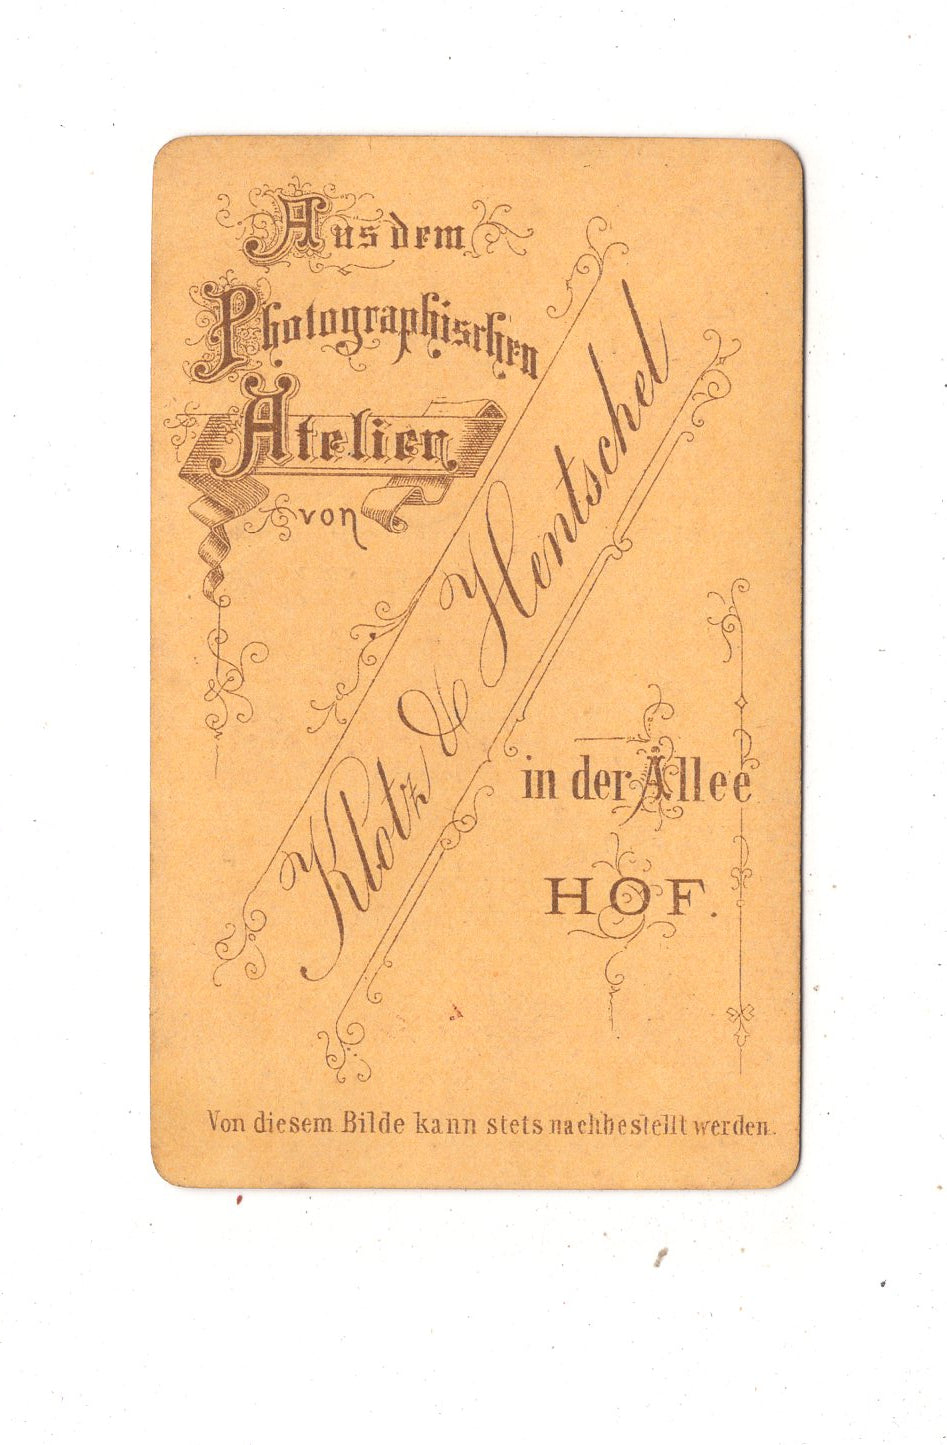 Aus dem
Photographischen
Atelier
von
Klotz & Hentschel
in der Allee
HOF.
Von diesem Bilde kann stets nachbestellt werden.